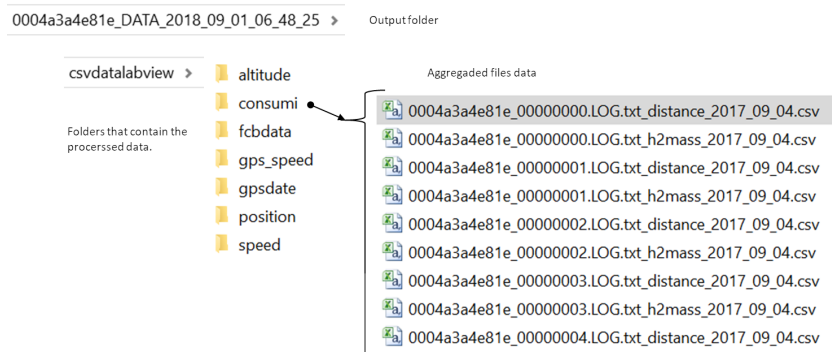 0004a3a4e81e_DATA_2018_09_01_06_48_25 >
Output folder
csvdatalabview >
Folders that contain the
procerssed data.
altitude
consumi
fcbdata
gps_speed
gpsdate
position
speed
Aggregaded files data
0004a3a4e81e_00000000.LOG.txt_distance_2017_09_04.csv
0004a3a4e81e_00000000.LOG.txt_h2mass_2017_09_04.csv
0004a3a4e81e_00000001.LOG.txt_distance_2017_09_04.csv
0004a3a4e81e_00000001.LOG.txt_h2mass_2017_09_04.csv
0004a3a4e81e_00000002.LOG.txt_distance_2017_09_04.csv
0004a3a4e81e_00000002.LOG.txt_h2mass_2017_09_04.csv
0004a3a4e81e_00000003.LOG.txt_distance_2017_09_04.csv
0004a3a4e81e_00000003.LOG.txt_h2mass_2017_09_04.csv
0004a3a4e81e_00000004.LOG.txt_distance_2017_09_04.csv